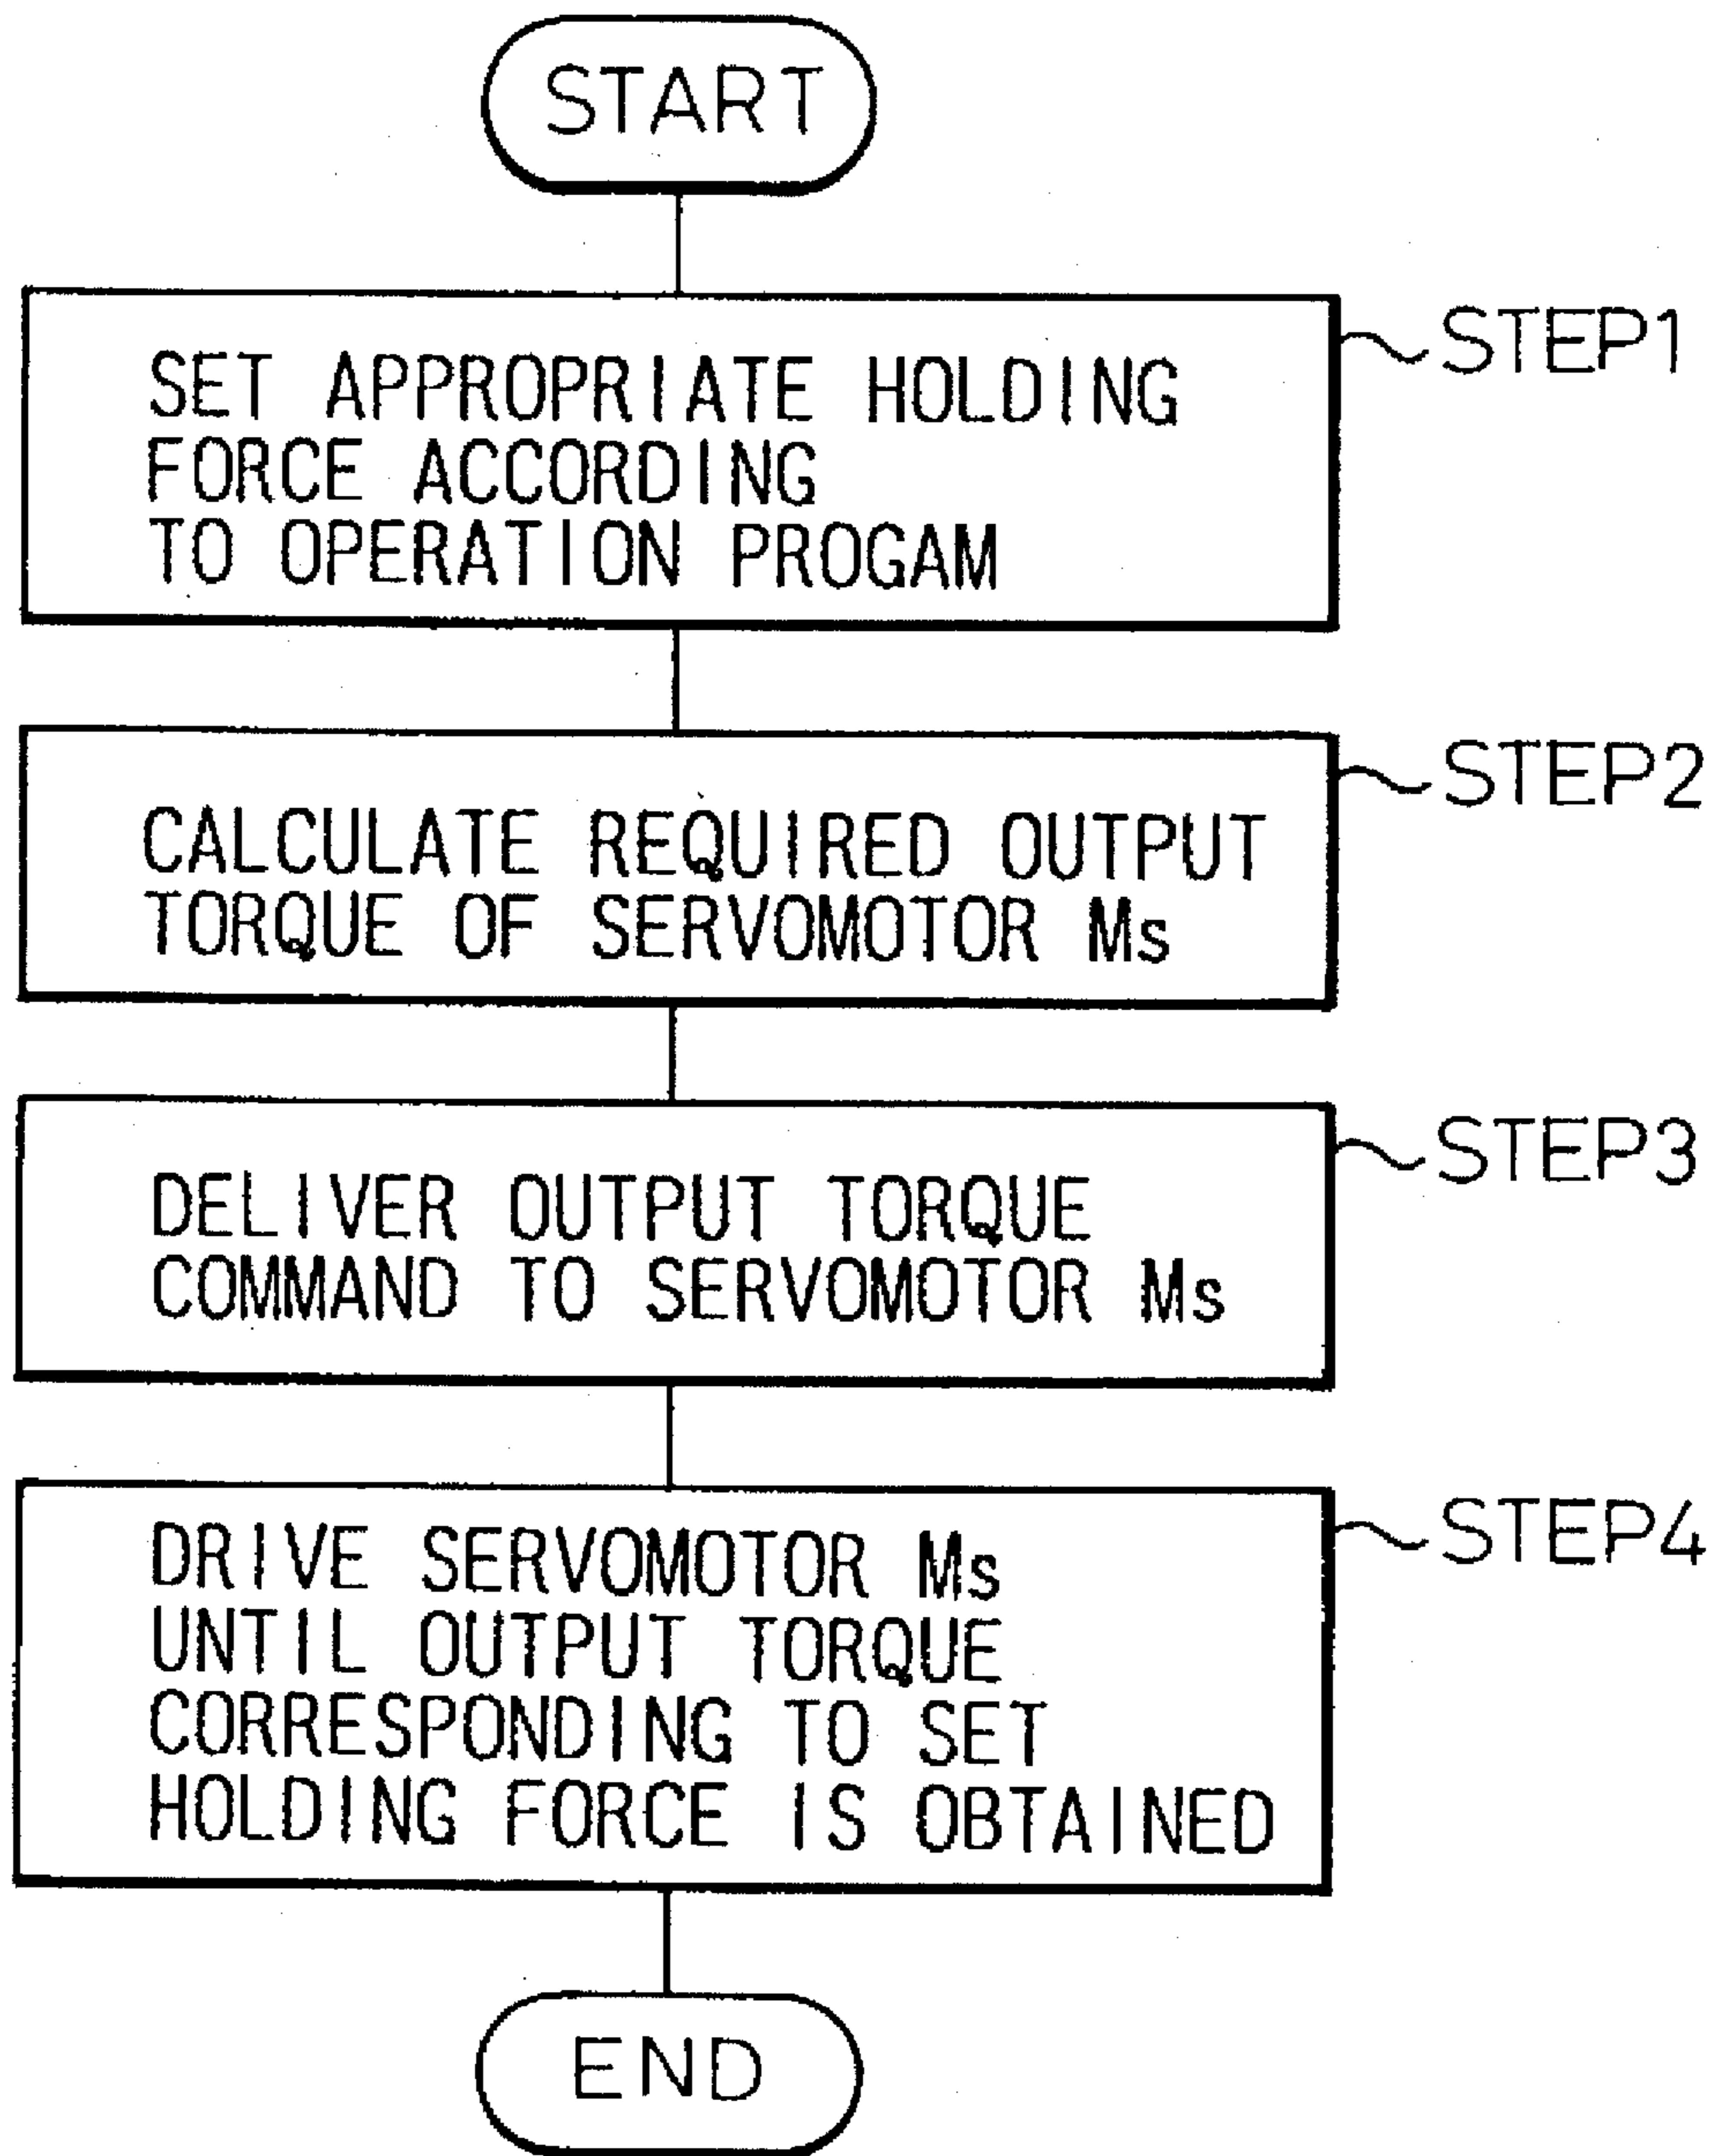 START
STEP1
SET APPROPRIATE HOLDING
FORCE ACCORDING
TO OPERATION PROGAM
STEP2
CALCULATE REQUIRED OUTPUT
TORQUE OF SERVOMOTOR Ms
STEP3
DELIVER OUTPUT TORQUE
COMMAND TO SERVOMOTOR Ms
STEP4
DRIVE SERVOMOTOR Ms
UNTIL OUTPUT TORQUE
CORRESPONDING TO SET
HOLDING FORCE IS OBTAINED
END